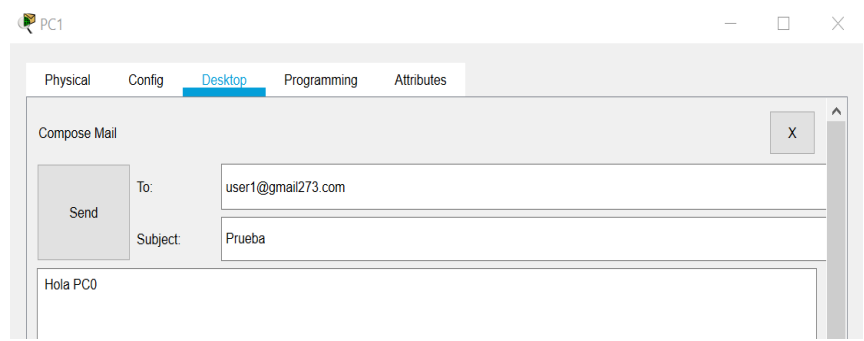 PC1
Physical Config Desktop Programming Attributes
Compose Mail X
Send
To: user1@gmail273.com
Subject: Prueba
Hola PC0